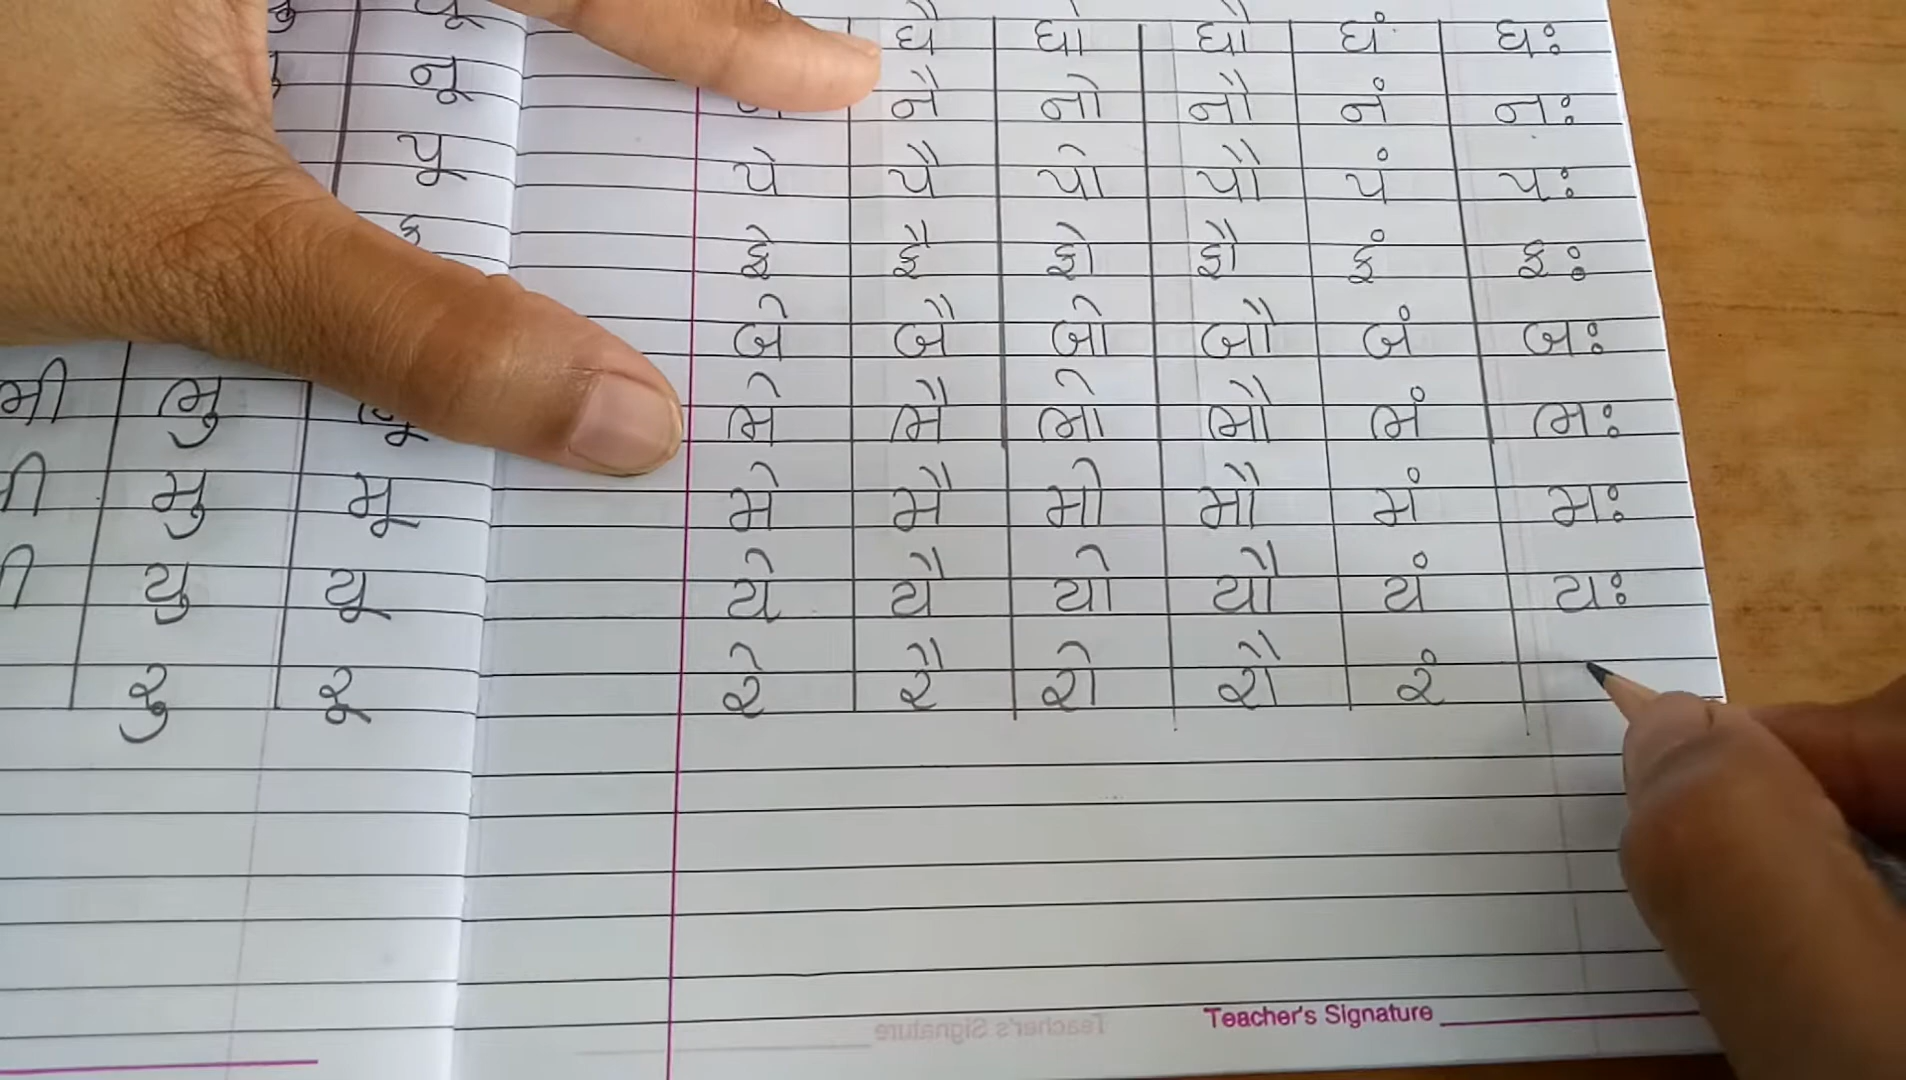 ધૈ ધો ધૌ ધં ધઃ
નૂ નૈ નો નૌ નં નઃ
પૂ પે પૈ પો પૌ પં પઃ
ફે ફૈ ફો ફૌ ફં ફઃ
બે બૈ બો બૌ બં બઃ
ભી ભુ ભૂ ભે ભૈ ભો ભૌ ભં ભઃ
મુ મૂ મે મૈ મો મૌ મં મઃ
યુ યૂ યે યૈ યો યૌ યં યઃ
રુ રૂ રે રૈ રો રૌ રં
Teacher's Signature